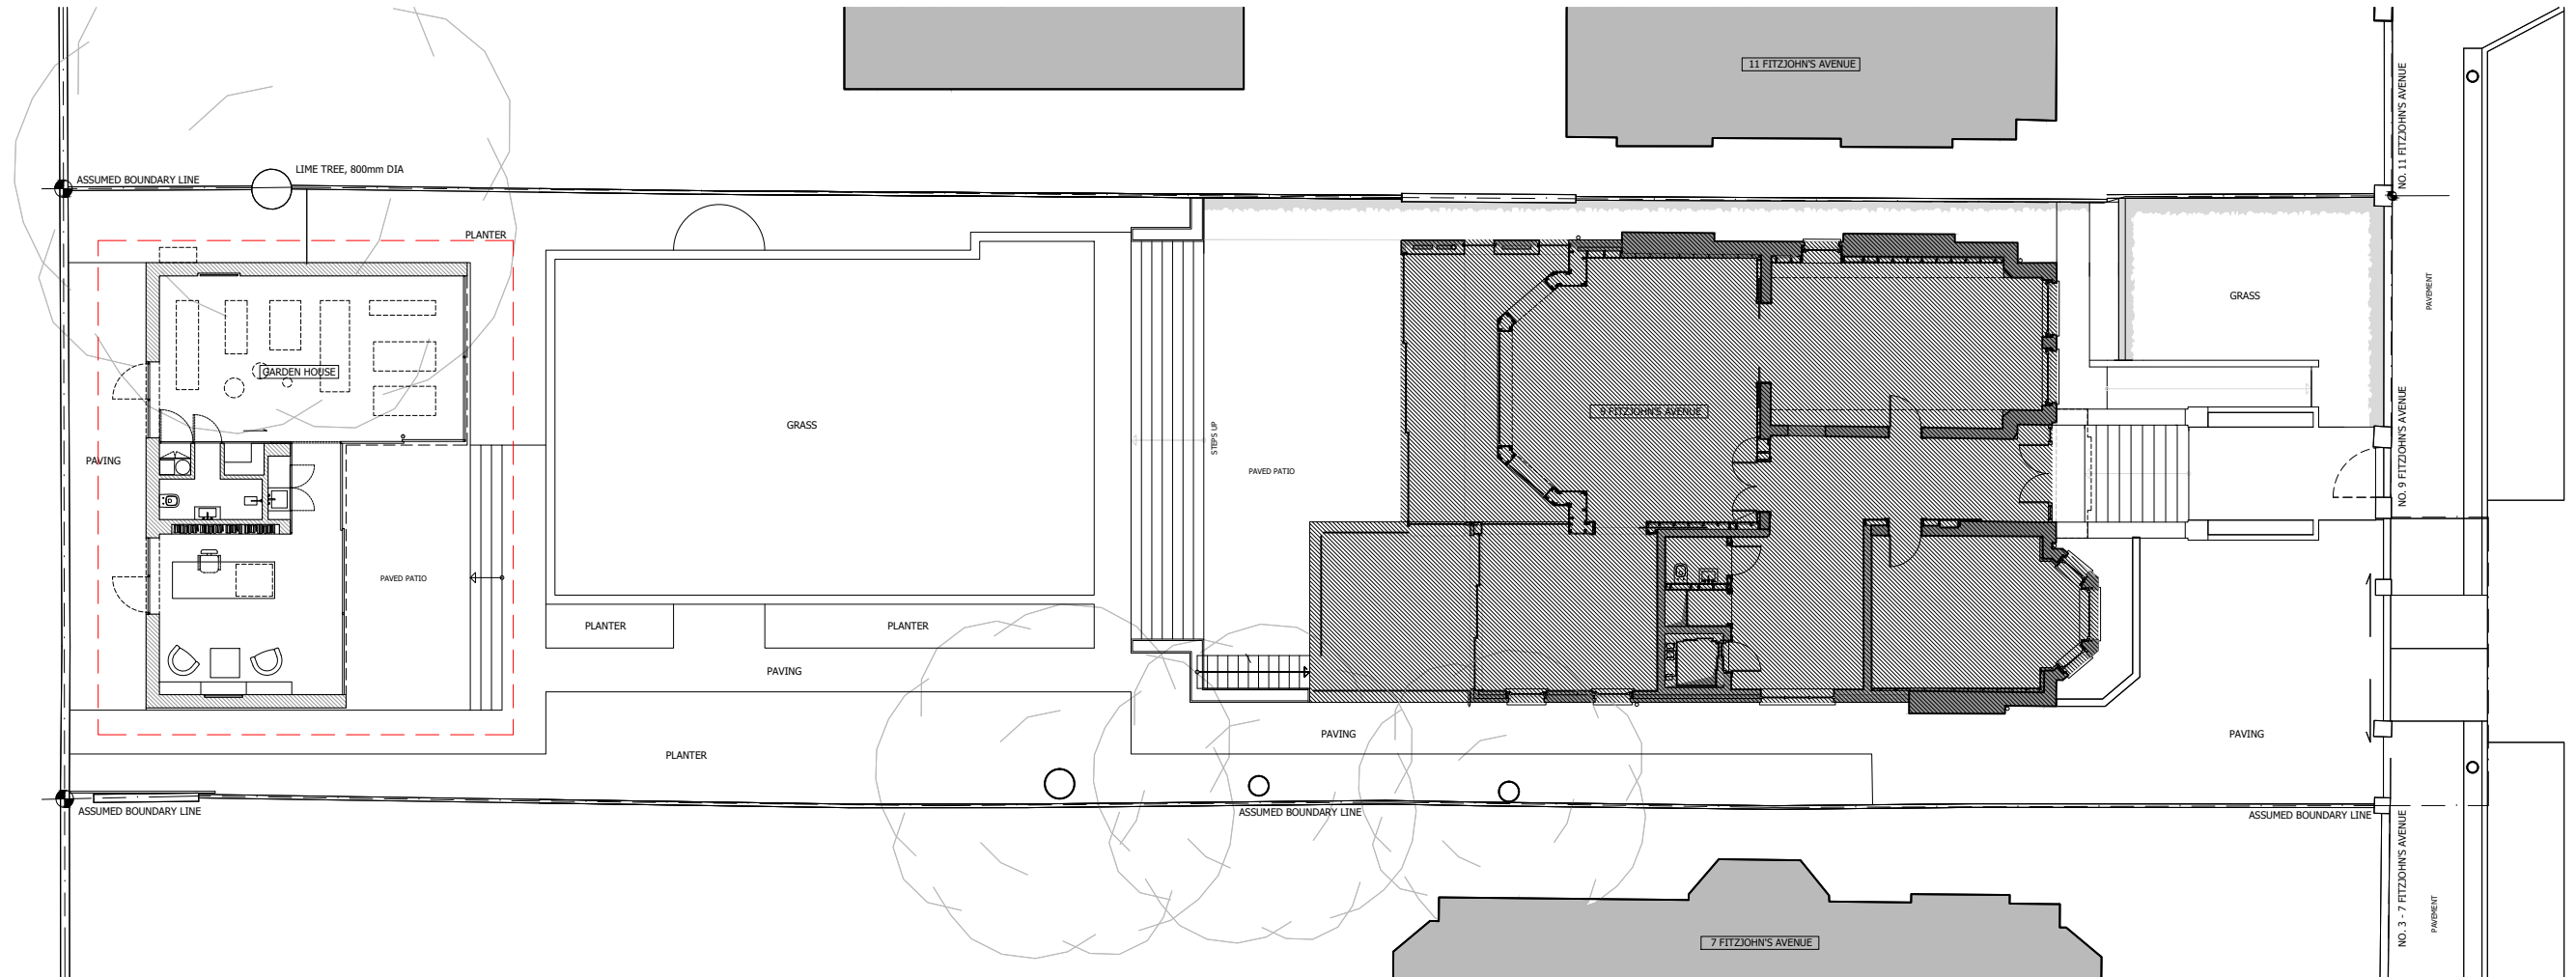 11 FITZJOHN'S AVENUE
NO. 11 FITZJOHN'S AVENUE
LIME TREE, 800mm DIA
ASSUMED BOUNDARY LINE
PLANTER
PAVEMENT
GRASS
GARDEN HOUSE
9 FITZJOHN'S AVENUE
GRASS
STEPS UP
NO. 9 FITZJOHN'S AVENUE
PAVING
PAVED PATIO
PAVED PATIO
PLANTER
PLANTER
PAVING
PAVING
PAVING
PLANTER
ASSUMED BOUNDARY LINE
ASSUMED BOUNDARY LINE
ASSUMED BOUNDARY LINE
NO. 3 - 7 FITZJOHN'S AVENUE
PAVEMENT
7 FITZJOHN'S AVENUE